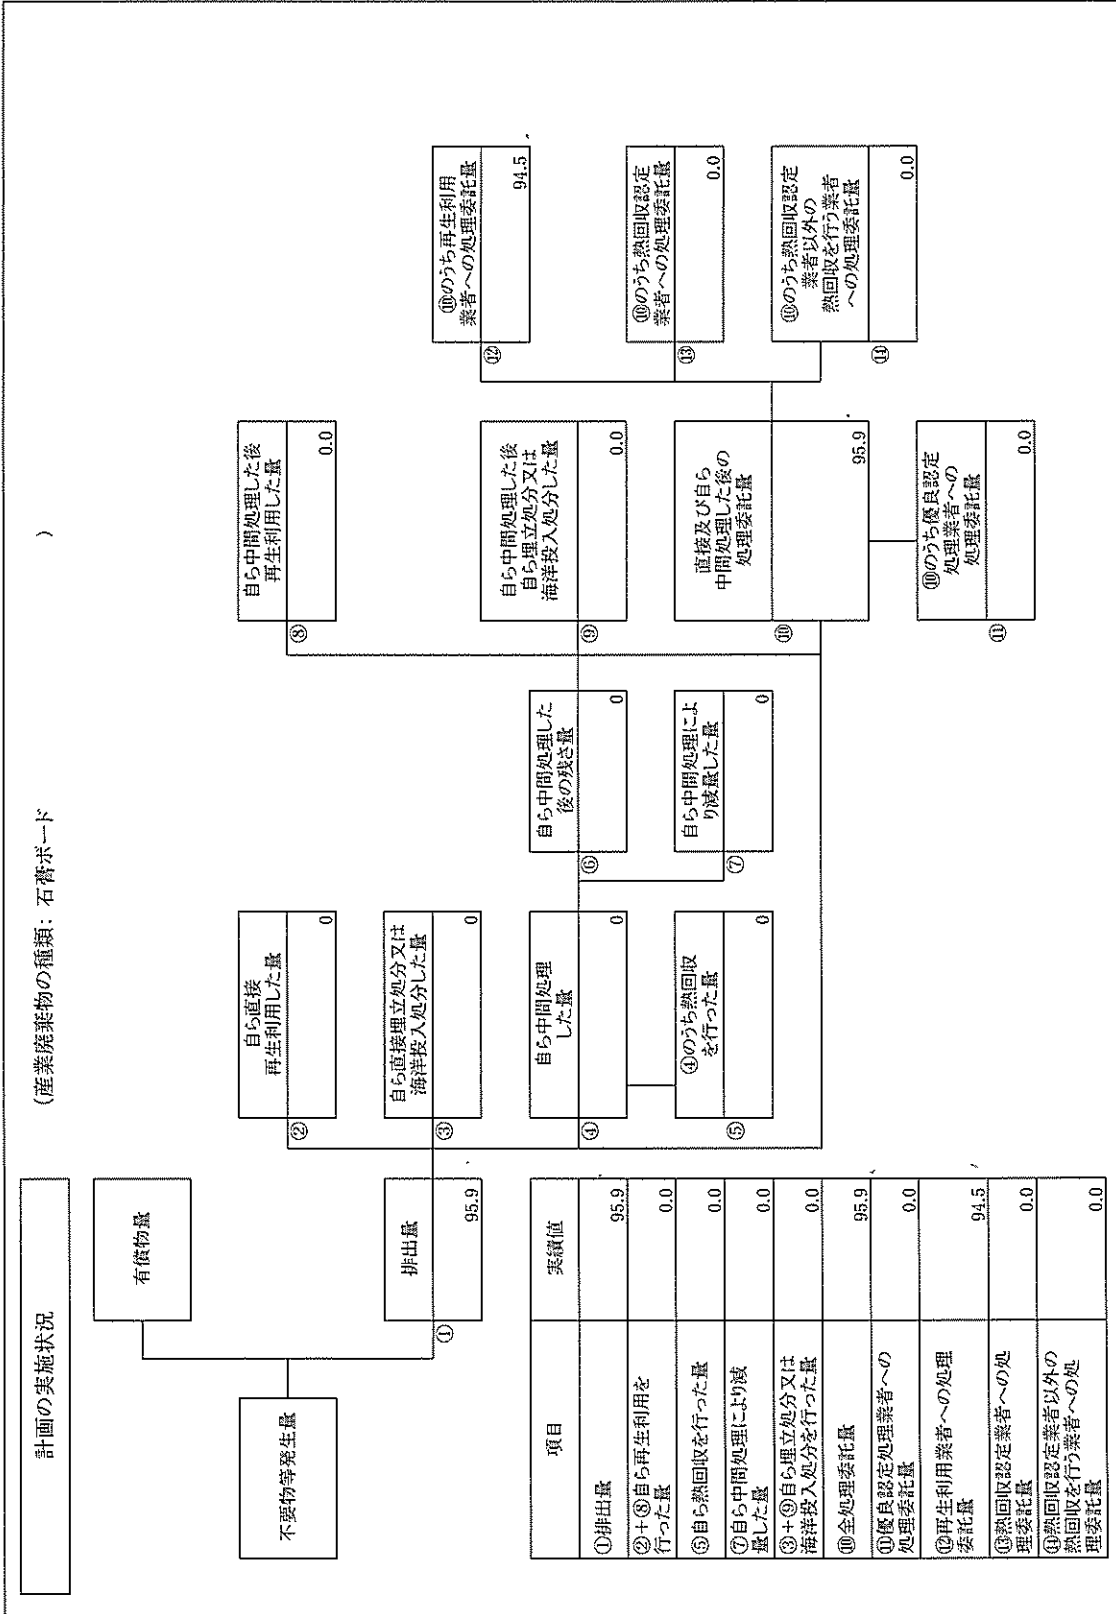 計画の実施状況
(産業廃棄物の種類: 石膏ボード )
不要物等発生量
有償物量
①
排出量
95.9
②
自ら直接
再生利用した量
0
③
自ら直接埋立処分又は
海洋投入処分した量
0
④
自ら中間処理
した量
0
⑤
④のうち熱回収
を行った量
0
⑥
自ら中間処理した
後の残さ量
0
⑦
自ら中間処理によ
り減量した量
0
⑧
自ら中間処理した後
再生利用した量
0.0
⑨
自ら中間処理した後
自ら埋立処分又は
海洋投入処分した量
0.0
⑩
直接及び自ら
中間処理した後の
処理委託量
95.9
⑪
⑩のうち優良認定
処理業者への
処理委託量
0.0
⑫
⑩のうち再生利用
業者への処理委託量
94.5
⑬
⑩のうち熱回収認定
業者への処理委託量
0.0
⑭
⑩のうち熱回収認定
業者以外の
熱回収を行う業者
への処理委託量
0.0
項目 実績値
①排出量 95.9
②+⑧自ら再生利用を
行った量 0.0
⑤自ら熱回収を行った量 0.0
⑦自ら中間処理により減
量した量 0.0
③+⑨自ら埋立処分又は
海洋投入処分を行った量 0.0
⑩全処理委託量 95.9
⑪優良認定処理業者への
処理委託量 0.0
⑫再生利用業者への処理
委託量 94.5
⑬熱回収認定業者への処
理委託量 0.0
⑭熱回収認定業者以外の
熱回収を行う業者への処
理委託量 0.0